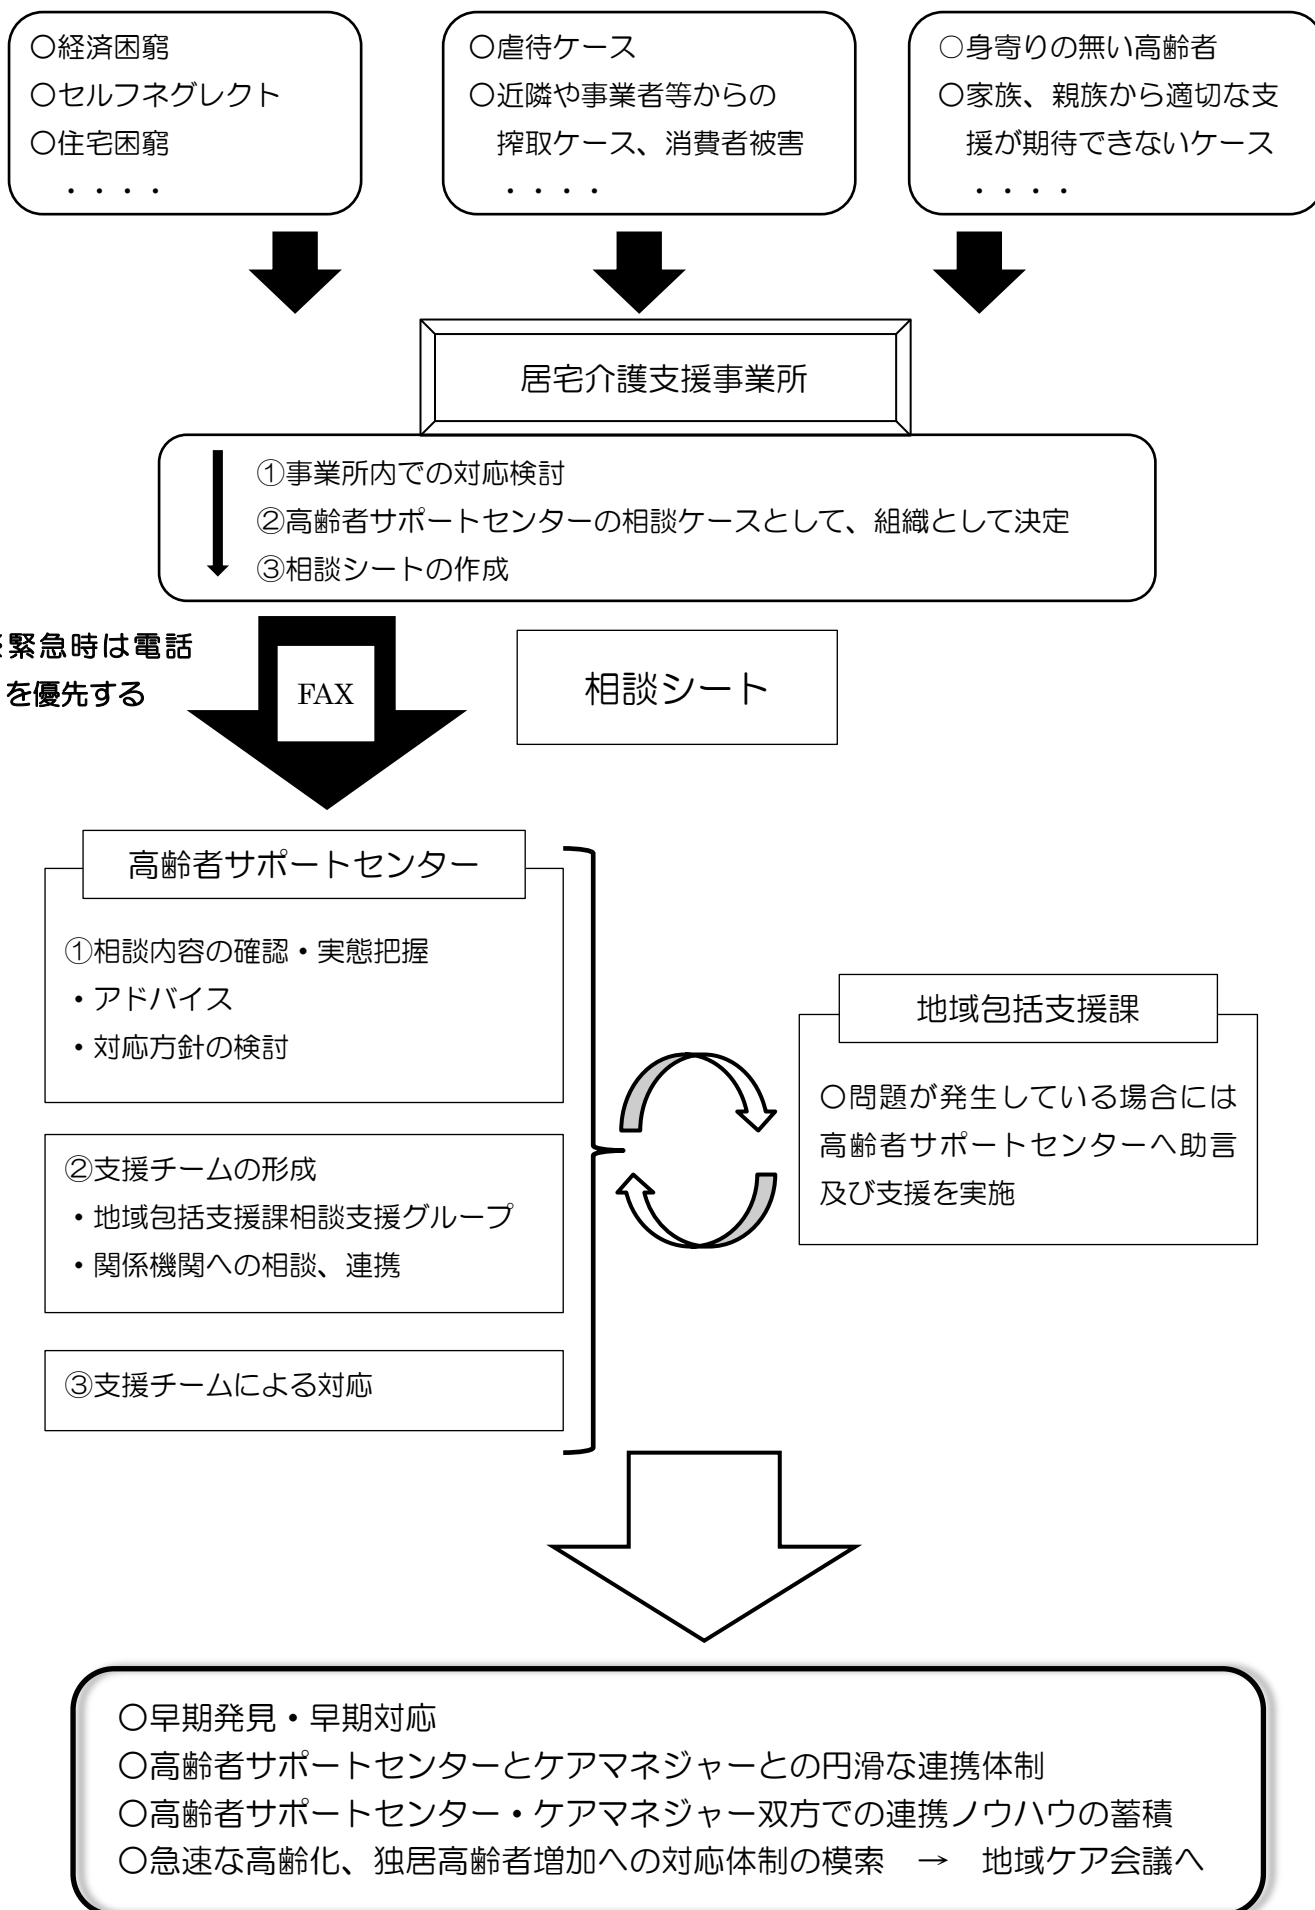 〇経済困窮
〇セルフネグレクト
〇住宅困窮
・・・・
〇虐待ケース
〇近隣や事業者等からの
搾取ケース、消費者被害
・・・・
○身寄りの無い高齢者
〇家族、親族から適切な支
援が期待できないケース
・・・・
居宅介護支援事業所
①事業所内での対応検討
②高齢者サポートセンターの相談ケースとして、組織として決定
③相談シートの作成
※緊急時は電話
を優先する
FAX
相談シート
高齢者サポートセンター
①相談内容の確認・実態把握
・アドバイス
・対応方針の検討
②支援チームの形成
・地域包括支援課相談支援グループ
・関係機関への相談、連携
③支援チームによる対応
地域包括支援課
〇問題が発生している場合には
高齢者サポートセンターへ助言
及び支援を実施
〇早期発見・早期対応
〇高齢者サポートセンターとケアマネジャーとの円滑な連携体制
〇高齢者サポートセンター・ケアマネジャー双方での連携ノウハウの蓄積
〇急速な高齢化、独居高齢者増加への対応体制の模索　→　地域ケア会議へ